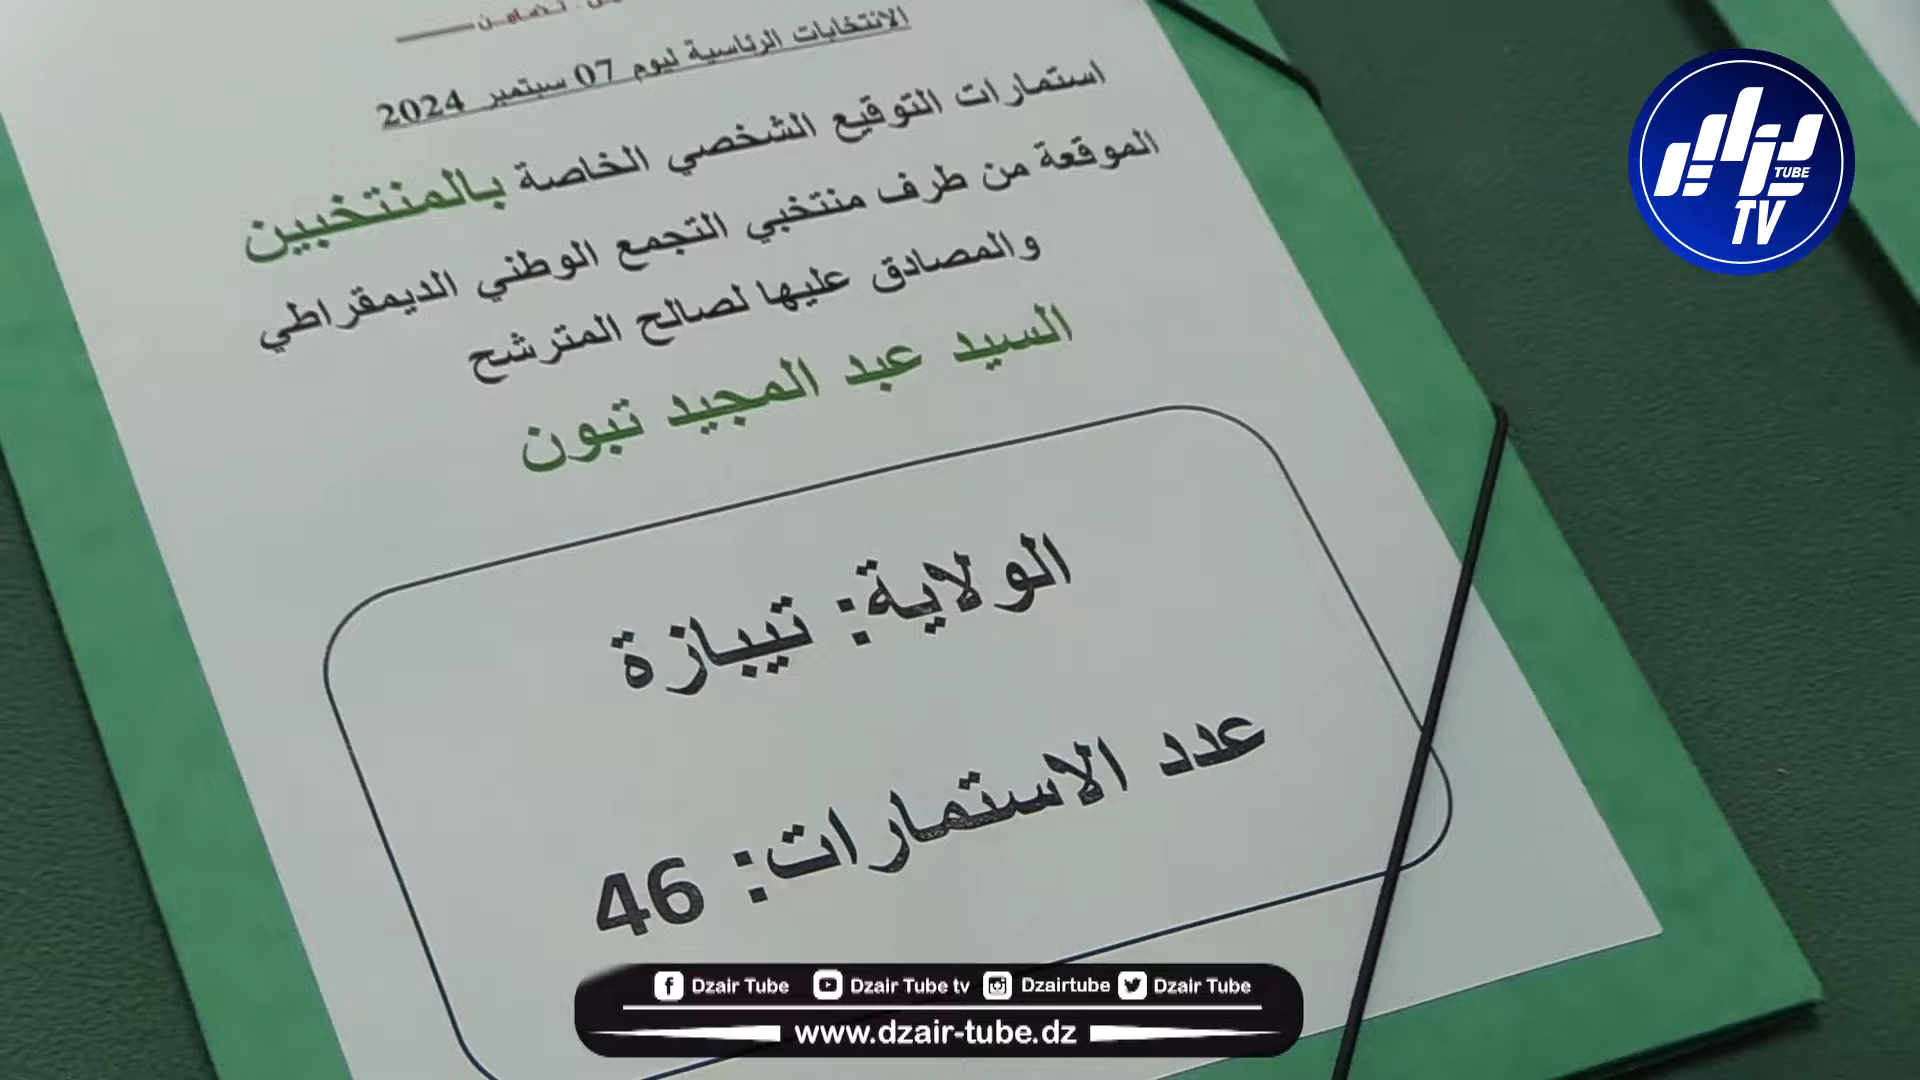 الانتخابات الرئاسية ليوم 07 سبتمبر 2024
استمارات التوقيع الشخصي الخاصة بالمنتخبين
الموقعة من طرف منتخبي التجمع الوطني الديمقراطي
والمصادق عليها لصالح المترشح
السيد عبد المجيد تبون
الولاية: تيبازة
عدد الاستمارات: 46
TUBE
TV
Dzair Tube Dzair Tube tv Dzairtube Dzair Tube
www.dzair-tube.dz